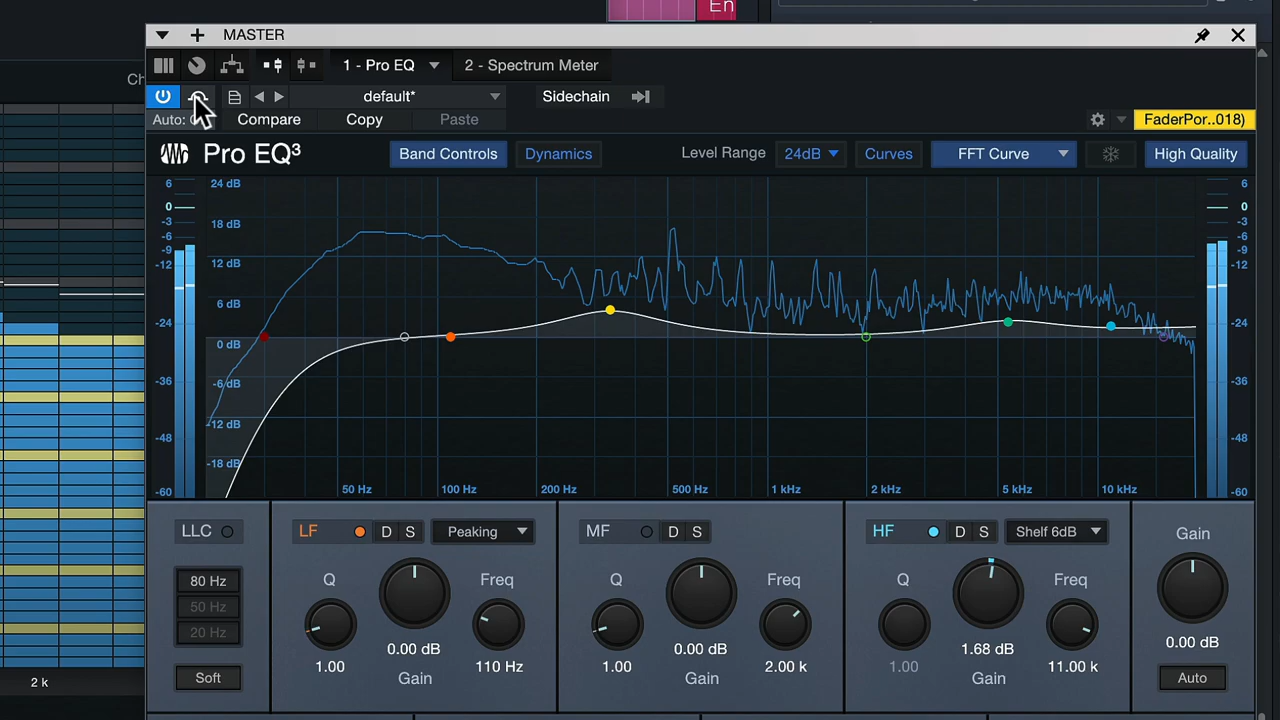 En
MASTER
1 - Pro EQ
2 - Spectrum Meter
default*
Sidechain
Auto:
Compare
Copy
Paste
FaderPor..018)
Pro EQ³
Band Controls
Dynamics
Level Range
24dB
Curves
FFT Curve
High Quality
6
0
-3
-6
-9
-12
-24
-36
-48
-60
24 dB
18 dB
12 dB
6 dB
0 dB
-6 dB
-12 dB
-18 dB
50 Hz
100 Hz
200 Hz
500 Hz
1 kHz
2 kHz
5 kHz
10 kHz
6
0
-3
-6
-9
-12
-24
-36
-48
-60
LLC
80 Hz
50 Hz
20 Hz
Soft
LF
D
S
Peaking
Q
Freq
1.00
0.00 dB
110 Hz
Gain
MF
D
S
Q
Freq
1.00
0.00 dB
2.00 k
Gain
HF
D
S
Shelf 6dB
Q
Freq
1.00
1.68 dB
11.00 k
Gain
Gain
0.00 dB
Auto
2 k